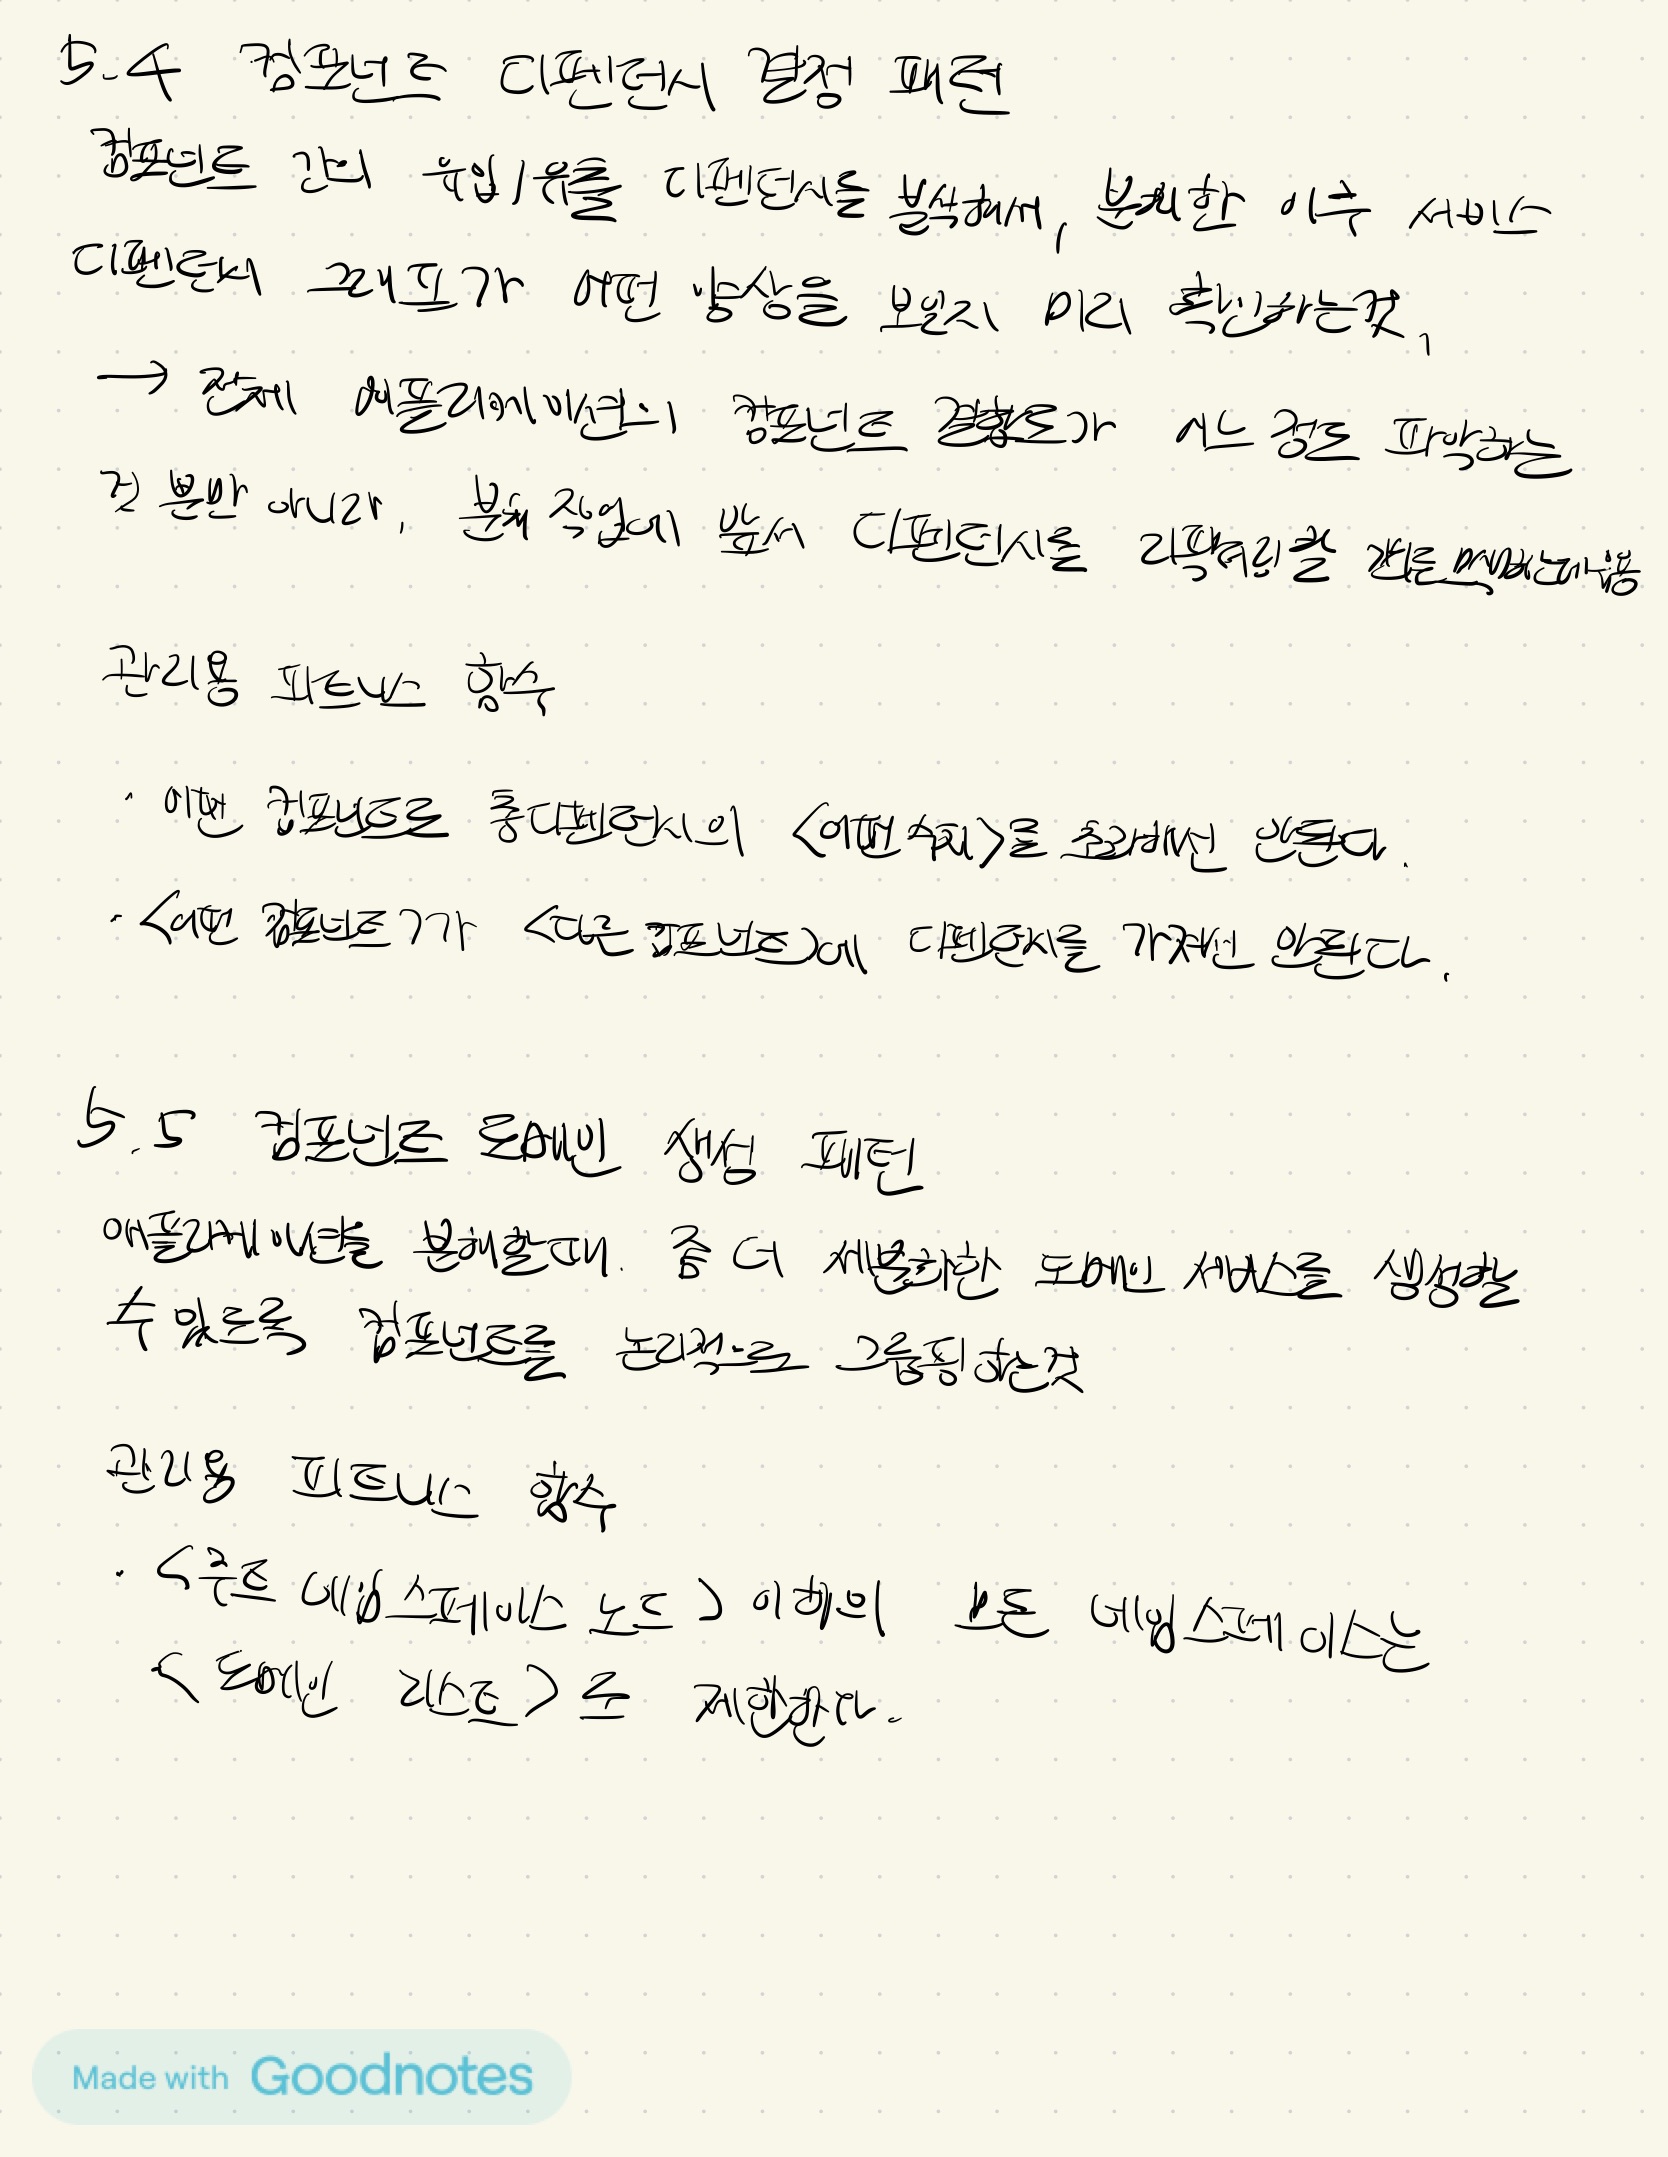 5.4 컴포넌트 디펜던시 결정 패턴
컴포넌트 간의 유입/유출 디펜던시를 분석해서, 분해한 이후 서비스
디펜던시 그래프가 어떤 양상을 보일지 미리 확인하는것,
→ 전체 애플리케이션의 컴포넌트 결합도가 어느 정도 파악하는
것 뿐만 아니라, 분해 작업에 앞서 디펜던시를 리팩터링할
관리용 피트니스 함수
· 어떤 컴포넌트도 총디펜던시의 <어떤 수치>를 초과해선 안된다.
· <어떤 컴포넌트>가 <다른 컴포넌트>에 디펜던시를 가져선 안된다.
5.5 컴포넌트 도메인 생성 패턴
애플리케이션을 분해할때. 좀 더 세분화한 도메인 서비스를 생성할
수 있도록 컴포넌트를 논리적으로 그룹핑하는것
관리용 피트니스 함수
· <루트 네임스페이스 노드> 이하의 모든 네임스페이스는
<도메인 리스트>로 제한한다.
Made with Goodnotes